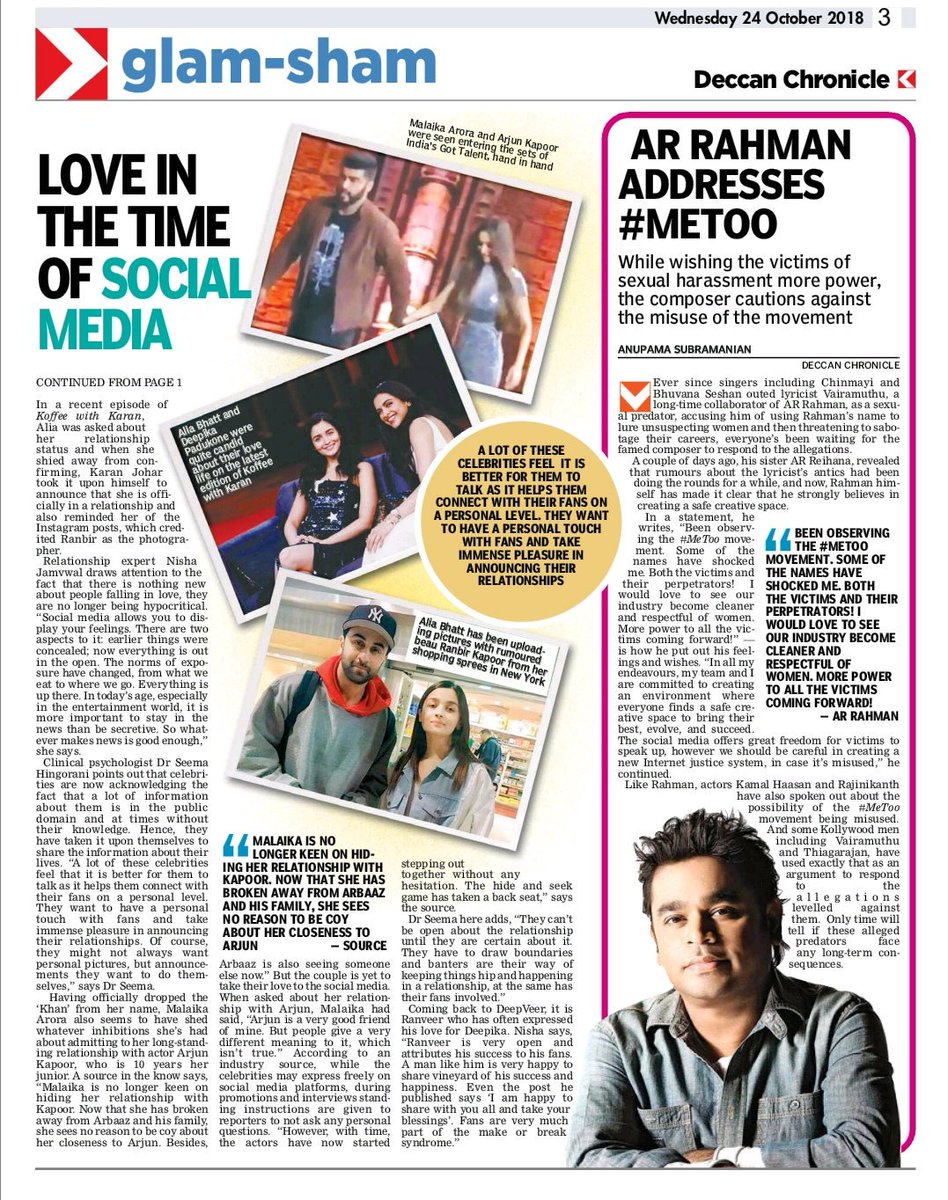 Wednesday 24 October 2018 3
glam-sham
Deccan Chronicle
LOVE IN
THE TIME
OF SOCIAL
MEDIA
CONTINUED FROM PAGE 1
In a recent episode of
Koffee with Karan,
Alia was asked about
her relationship
status and when she
shied away from con-
firming, Karan Johar
took it upon himself to
announce that she is offi-
cially in a relationship and
also reminded her of the
Instagram posts, which cred-
ited Ranbir as the photogra-
pher.
Relationship expert Nisha
Jamvwal draws attention to the
fact that there is nothing new
about people falling in love, they
are no longer being hypocritical.
“Social media allows you to dis-
play your feelings. There are two
aspects to it: earlier things were
concealed; now everything is out
in the open. The norms of expo-
sure have changed, from what we
eat to where we go. Everything is
up there. In today’s age, especially
in the entertainment world, it is
more important to stay in the
news than be secretive. So what-
ever makes news is good enough,”
she says.
Clinical psychologist Dr Seema
Hingorani points out that celebri-
ties are now acknowledging the
fact that a lot of information
about them is in the public
domain and at times without
their knowledge. Hence, they
have taken it upon themselves to
share the information about their
lives. “A lot of these celebrities
feel that it is better for them to
talk as it helps them connect with
their fans on a personal level.
They want to have a personal
touch with fans and take
immense pleasure in announcing
their relationships. Of course,
they might not always want
personal pictures, but announce-
ments they want to do them-
selves,” says Dr Seema.
Having officially dropped the
‘Khan’ from her name, Malaika
Arora also seems to have shed
whatever inhibitions she’s had
about admitting to her long-stand-
ing relationship with actor Arjun
Kapoor, who is 10 years her
junior. A source in the know says,
“Malaika is no longer keen on
hiding her relationship with
Kapoor. Now that she has broken
away from Arbaaz and his family,
she sees no reason to be coy about
her closeness to Arjun. Besides,
Malaika Arora and Arjun Kapoor
were seen entering the sets of
India's Got Talent, hand in hand
Alia Bhatt and
Deepika
Padukone were
quite candid
about their love
life on the latest
edition of Koffee
with Karan
A LOT OF THESE
CELEBRITIES FEEL IT IS
BETTER FOR THEM TO
TALK AS IT HELPS THEM
CONNECT WITH THEIR FANS ON
A PERSONAL LEVEL. THEY WANT
TO HAVE A PERSONAL TOUCH
WITH FANS AND TAKE
IMMENSE PLEASURE IN
ANNOUNCING THEIR
RELATIONSHIPS
Alia Bhatt has been upload-
ing pictures with rumoured
beau Ranbir Kapoor from her
shopping sprees in New York
“MALAIKA IS NO
LONGER KEEN ON HID-
ING HER RELATIONSHIP WITH
KAPOOR. NOW THAT SHE HAS
BROKEN AWAY FROM ARBAAZ
AND HIS FAMILY, SHE SEES
NO REASON TO BE COY
ABOUT HER CLOSENESS TO
ARJUN — SOURCE
Arbaaz is also seeing someone
else now.” But the couple is yet to
take their love to the social media.
When asked about her relation-
ship with Arjun, Malaika had
said, “Arjun is a very good friend
of mine. But people give a very
different meaning to it, which
isn’t true.” According to an
industry source, while the
celebrities may express freely on
social media platforms, during
promotions and interviews stand-
ing instructions are given to
reporters to not ask any personal
questions. “However, with time,
the actors have now started
stepping out
together without any
hesitation. The hide and seek
game has taken a back seat,” says
the source.
Dr Seema here adds, “They can’t
be open about the relationship
until they are certain about it.
They have to draw boundaries
and banters are their way of
keeping things hip and happening
in a relationship, at the same has
their fans involved.”
Coming back to DeepVeer, it is
Ranveer who has often expressed
his love for Deepika. Nisha says,
“Ranveer is very open and
attributes his success to his fans.
A man like him is very happy to
share vineyard of his success and
happiness. Even the post he
published says ‘I am happy to
share with you all and take your
blessings’. Fans are very much
part of the make or break
syndrome.”
AR RAHMAN
ADDRESSES
#METOO
While wishing the victims of
sexual harassment more power,
the composer cautions against
the misuse of the movement
ANUPAMA SUBRAMANIAN
DECCAN CHRONICLE
Ever since singers including Chinmayi and
Bhuvana Seshan outed lyricist Vairamuthu, a
long-time collaborator of AR Rahman, as a sexu-
al predator, accusing him of using Rahman’s name to
lure unsuspecting women and then threatening to sabo-
tage their careers, everyone’s been waiting for the
famed composer to respond to the allegations.
A couple of days ago, his sister AR Reihana, revealed
that rumours about the lyricist’s antics had been
doing the rounds for a while, and now, Rahman him-
self has made it clear that he strongly believes in
creating a safe creative space.
In a statement, he
writes, “Been observ-
ing the #MeToo move-
ment. Some of the
names have shocked
me. Both the victims and
their perpetrators! I
would love to see our
industry become cleaner
and respectful of women.
More power to all the vic-
tims coming forward!” —
is how he put out his feel-
ings and wishes. “In all my
endeavours, my team and I
are committed to creating
an environment where
everyone finds a safe cre-
ative space to bring their
best, evolve, and succeed.
The social media offers great freedom for victims to
speak up, however we should be careful in creating a
new Internet justice system, in case it’s misused,” he
continued.
Like Rahman, actors Kamal Haasan and Rajinikanth
have also spoken out about the
possibility of the #MeToo
movement being misused.
And some Kollywood men
including Vairamuthu
and Thiagarajan, have
used exactly that as an
argument to respond
to the
allegations
levelled against
them. Only time will
tell if these alleged
predators face
any long-term con-
sequences.
“BEEN OBSERVING
THE #METOO
MOVEMENT. SOME OF
THE NAMES HAVE
SHOCKED ME. BOTH
THE VICTIMS AND THEIR
PERPETRATORS! I
WOULD LOVE TO SEE
OUR INDUSTRY BECOME
CLEANER AND
RESPECTFUL OF
WOMEN. MORE POWER
TO ALL THE VICTIMS
COMING FORWARD!
— AR RAHMAN